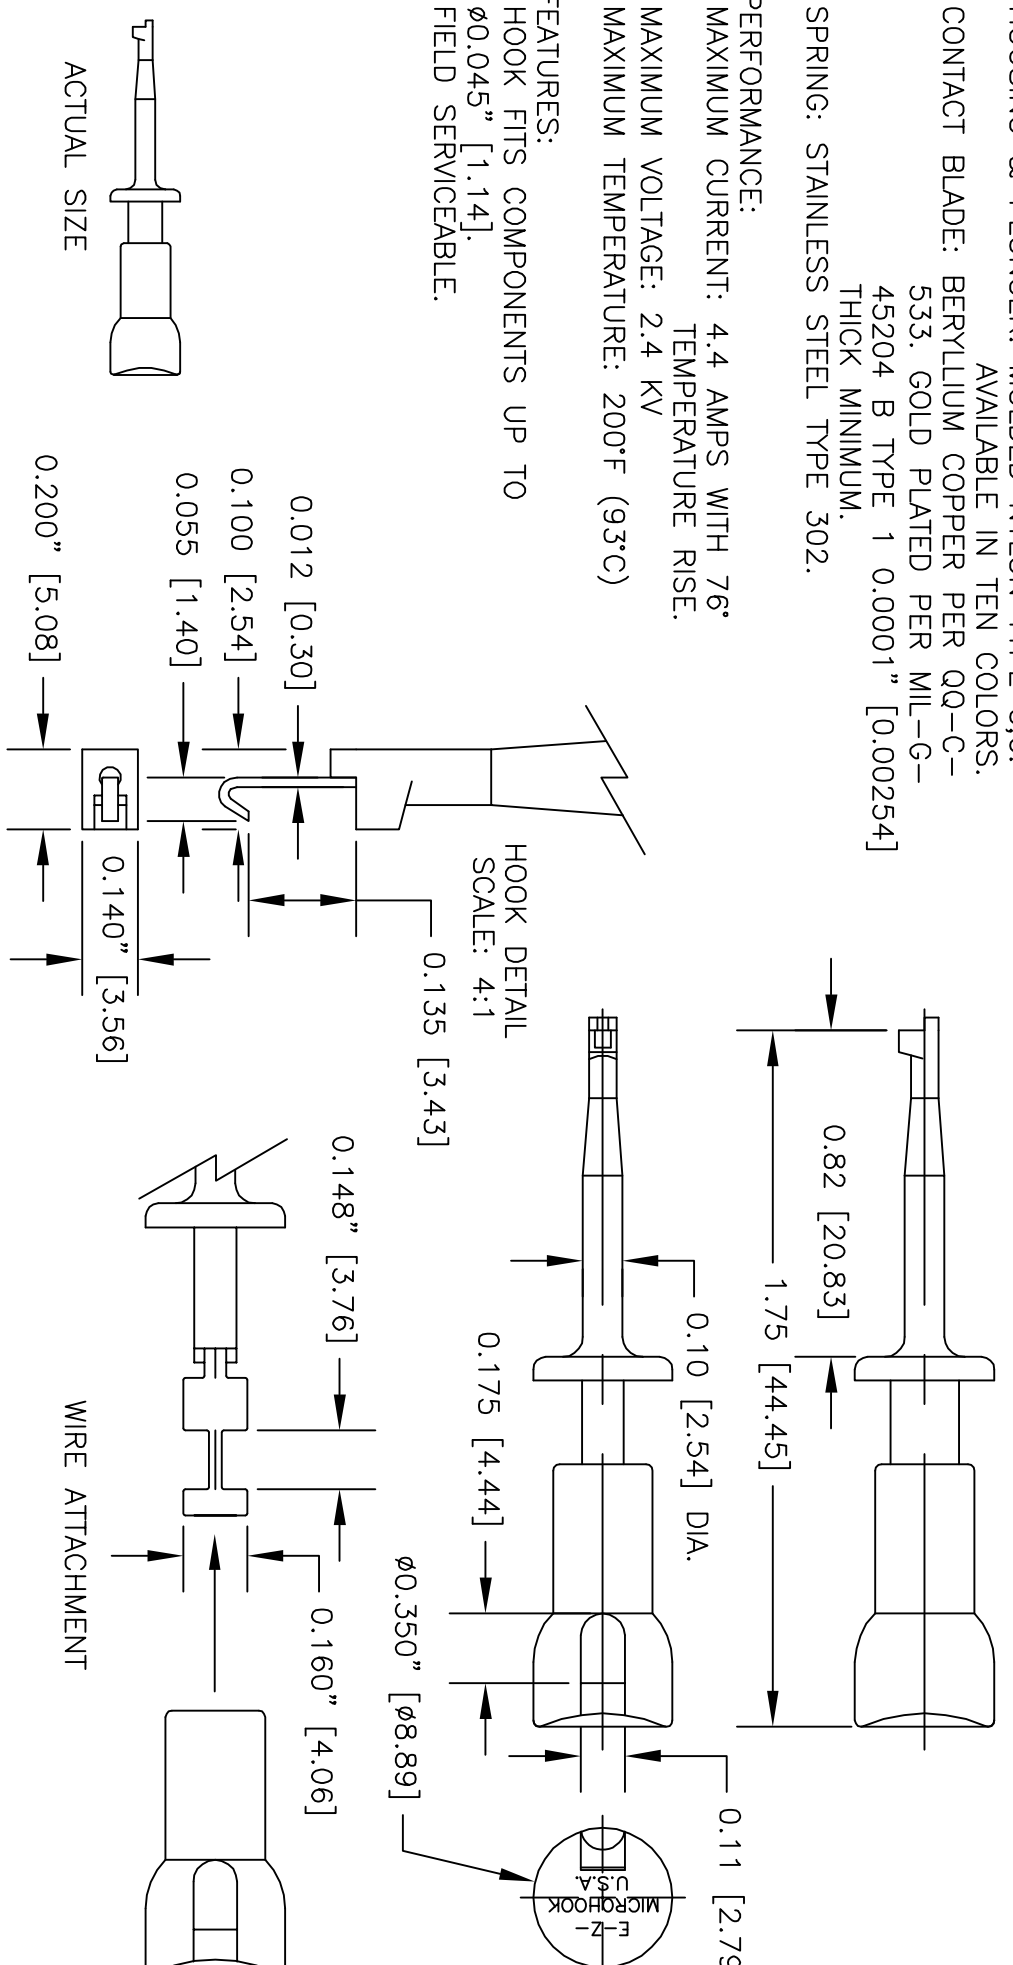 AVAILABLE IN TEN COLORS.
CONTACT BLADE: BERYLLIUM COPPER PER QQ-C-
533. GOLD PLATED PER MIL-G-
45204 B TYPE 1 0.0001" [0.00254]
THICK MINIMUM.
SPRING: STAINLESS STEEL TYPE 302.
PERFORMANCE:
MAXIMUM CURRENT: 4.4 AMPS WITH 76°
TEMPERATURE RISE.
MAXIMUM VOLTAGE: 2.4 KV
MAXIMUM TEMPERATURE: 200°F (93°C)
FEATURES:
HOOK FITS COMPONENTS UP TO
ø0.045" [1.14].
FIELD SERVICEABLE.
ACTUAL SIZE
0.012 [0.30]
0.100 [2.54]
0.055 [1.40]
0.200" [5.08]
0.140" [3.56]
0.135 [3.43]
HOOK DETAIL
SCALE: 4:1
0.82 [20.83]
1.75 [44.45]
0.10 [2.54] DIA.
0.175 [4.44]
0.11 [2.79
ø0.350" [ø8.89]
E-Z-
MICROHOOK
U.S.A.
0.148" [3.76]
0.160" [4.06]
WIRE ATTACHMENT